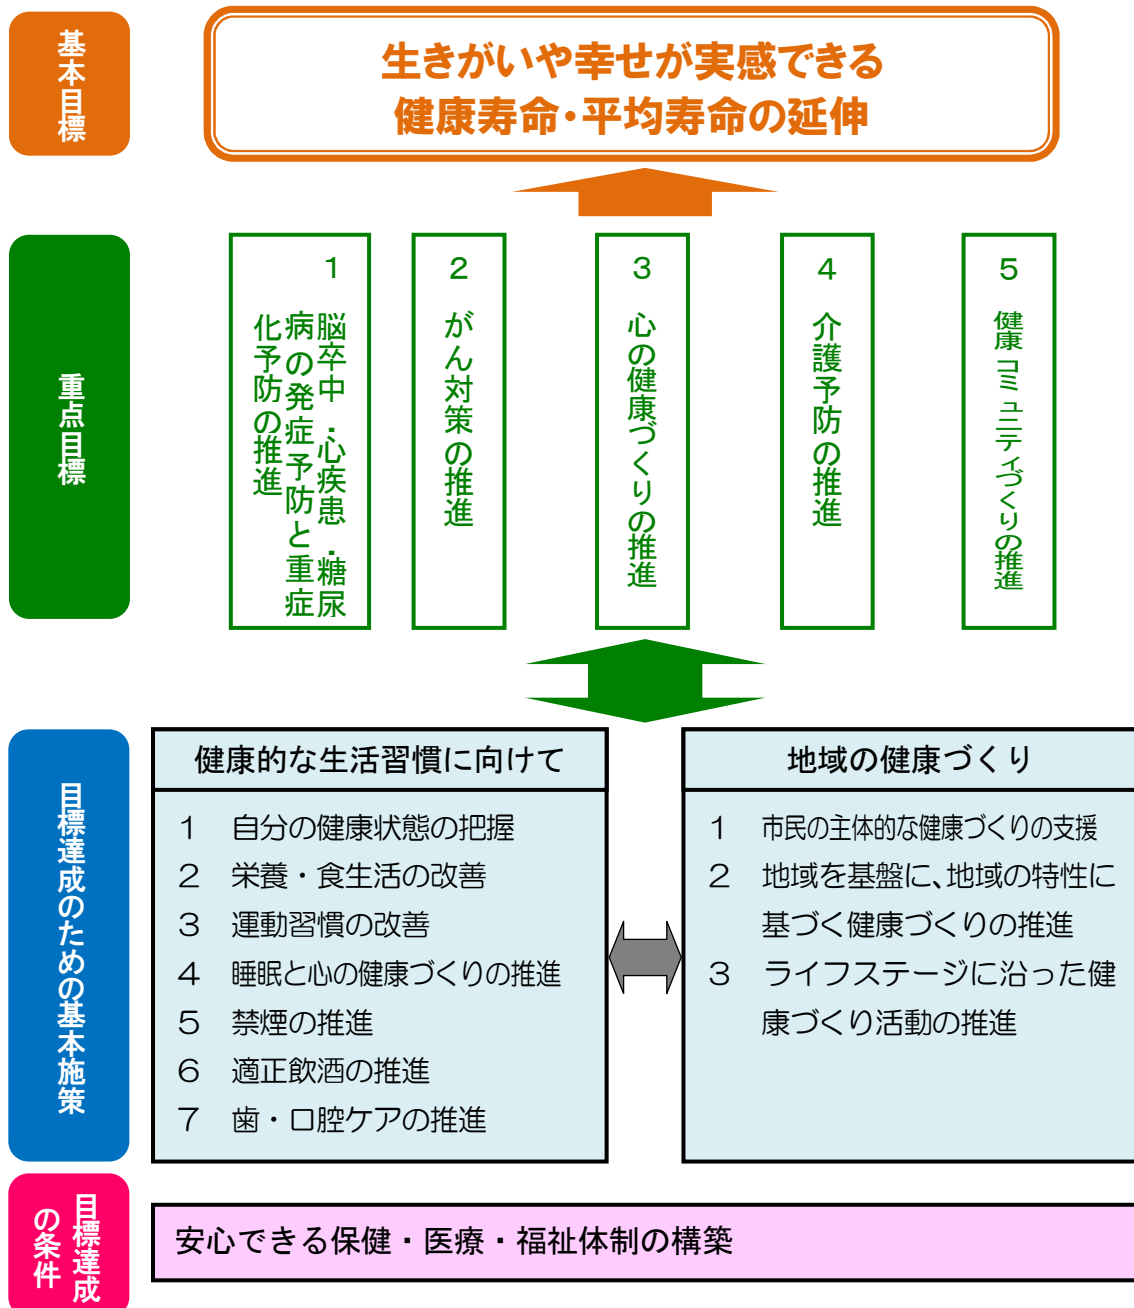 基本目標
生きがいや幸せが実感できる
健康寿命・平均寿命の延伸
重点目標
1
脳卒中・心疾患・糖尿
病の発症予防と重症
化予防の推進
2
がん対策の推進
3
心の健康づくりの推進
4
介護予防の推進
5
健康コミュニティづくりの推進
目標達成のための基本施策
健康的な生活習慣に向けて
1 自分の健康状態の把握
2 栄養・食生活の改善
3 運動習慣の改善
4 睡眠と心の健康づくりの推進
5 禁煙の推進
6 適正飲酒の推進
7 歯・口腔ケアの推進
地域の健康づくり
1 市民の主体的な健康づくりの支援
2 地域を基盤に、地域の特性に
基づく健康づくりの推進
3 ライフステージに沿った健
康づくり活動の推進
目標達成
の条件
安心できる保健・医療・福祉体制の構築